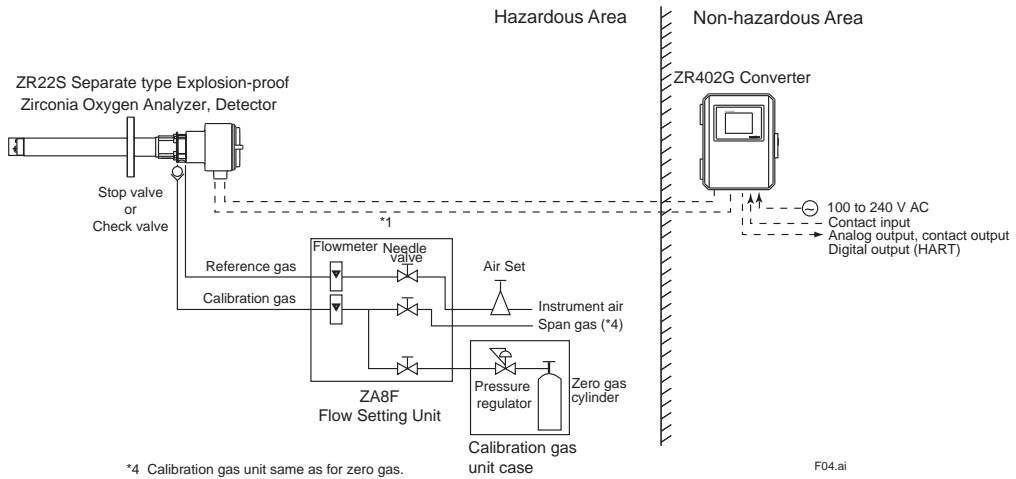 Hazardous Area
Non-hazardous Area
ZR22S Separate type Explosion-proof
Zirconia Oxygen Analyzer, Detector
ZR402G Converter
Stop valve
or
Check valve
*1
100 to 240 V AC
Contact input
Analog output, contact output
Digital output (HART)
Flowmeter
Needle
valve
Air Set
Reference gas
Calibration gas
Instrument air
Span gas (*4)
Pressure
regulator
Zero gas
cylinder
ZA8F
Flow Setting Unit
Calibration gas
unit case
*4 Calibration gas unit same as for zero gas.
F04.ai